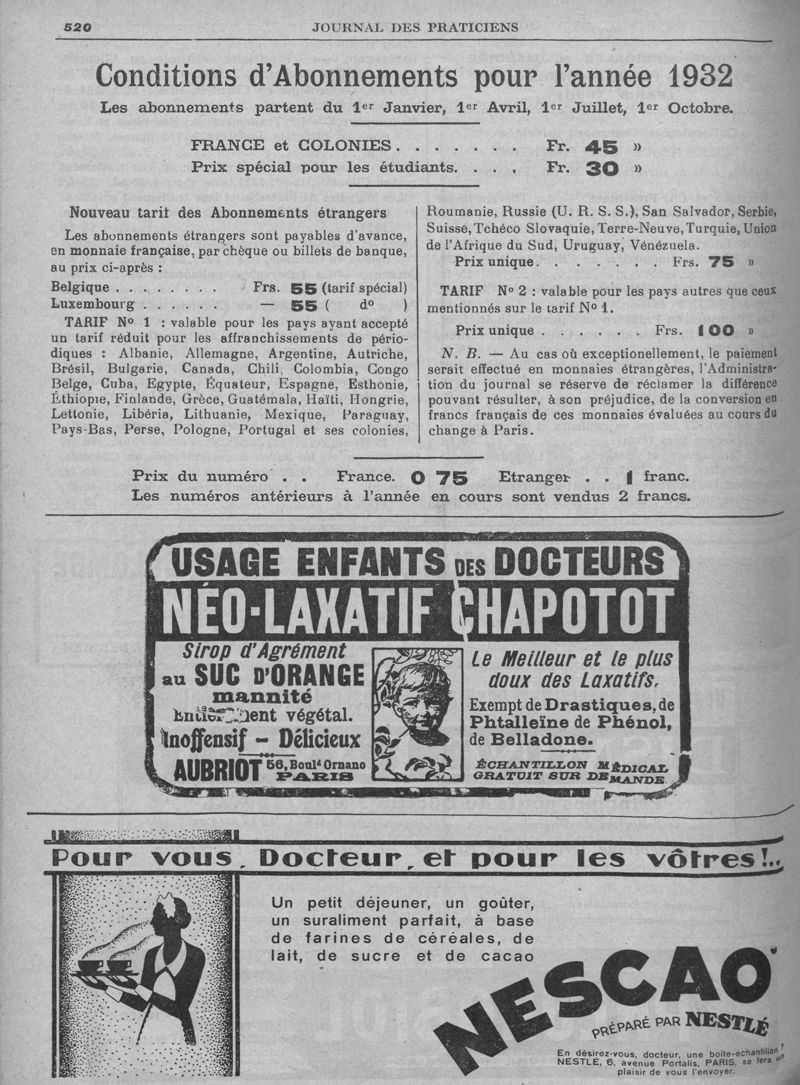 520
JOURNAL DES PRATICIENS
Conditions d'Abonnements pour l'année 1932
Les abonnements partent du 1er Janvier, 1er Avril, 1er Juillet, 1er Octobre.
FRANCE et COLONIES . . . . . . . Fr. 45 »
Prix spécial pour les étudiants. . . . Fr. 30 »
Nouveau tarif des Abonnements étrangers
Les abonnements étrangers sont payables d'avance,
en monnaie française, par chèque ou billets de banque,
au prix ci-après :
Belgique . . . . . . . . Frs. 55 (tarif spécial)
Luxembourg . . . . . . — 55 ( do )
TARIF No 1 : valable pour les pays ayant accepté
un tarif réduit pour les affranchissements de pério-
diques : Albanie, Allemagne, Argentine, Autriche,
Brésil, Bulgarie, Canada, Chili, Colombia, Congo
Belge, Cuba, Egypte, Équateur, Espagne, Esthonie,
Éthiopie, Finlande, Grèce, Guatémala, Haïti, Hongrie,
Lettonie, Libéria, Lithuanie, Mexique, Paraguay,
Pays-Bas, Perse, Pologne, Portugal et ses colonies,
Roumanie, Russie (U. R. S. S.), San Salvador, Serbie,
Suisse, Tchéco Slovaquie, Terre-Neuve, Turquie, Union
de l'Afrique du Sud, Uruguay, Vénézuela.
Prix unique. . . . . . . Frs. 75 »
TARIF No 2 : valable pour les pays autres que ceux
mentionnés sur le tarif No 1.
Prix unique . . . . . . Frs. 100 »
N. B. — Au cas où exceptionellement, le paiement
serait effectué en monnaies étrangères, l'Administra-
tion du journal se réserve de réclamer la différence
pouvant résulter, à son préjudice, de la conversion en
francs français de ces monnaies évaluées au cours du
change à Paris.
Prix du numéro . . France. 0 75 Etranger . . 1 franc.
Les numéros antérieurs à l'année en cours sont vendus 2 francs.
USAGE ENFANTS DES DOCTEURS
NÉO-LAXATIF CHAPOTOT
Sirop d'Agrément
au SUC D'ORANGE
mannité
ent végétal.
Inoffensif - Délicieux
AUBRIOT 56, Bould Ornano
PARIS
Le Meilleur et le plus
doux des Laxatifs.
Exempt de Drastiques, de
Phtalleïne de Phénol,
de Belladone.
ÉCHANTILLON MÉDICAL
GRATUIT SUR DEMANDE
Pour vous, Docteur, et pour les vôtres !..
Un petit déjeuner, un goûter,
un suraliment parfait, à base
de farines de céréales, de
lait, de sucre et de cacao
NESCAO
PRÉPARÉ PAR NESTLÉ
En désirez-vous, docteur, une boîte-échantillon ?
NESTLÉ, 6, avenue Portalis, PARIS, se fera un
plaisir de vous l'envoyer.